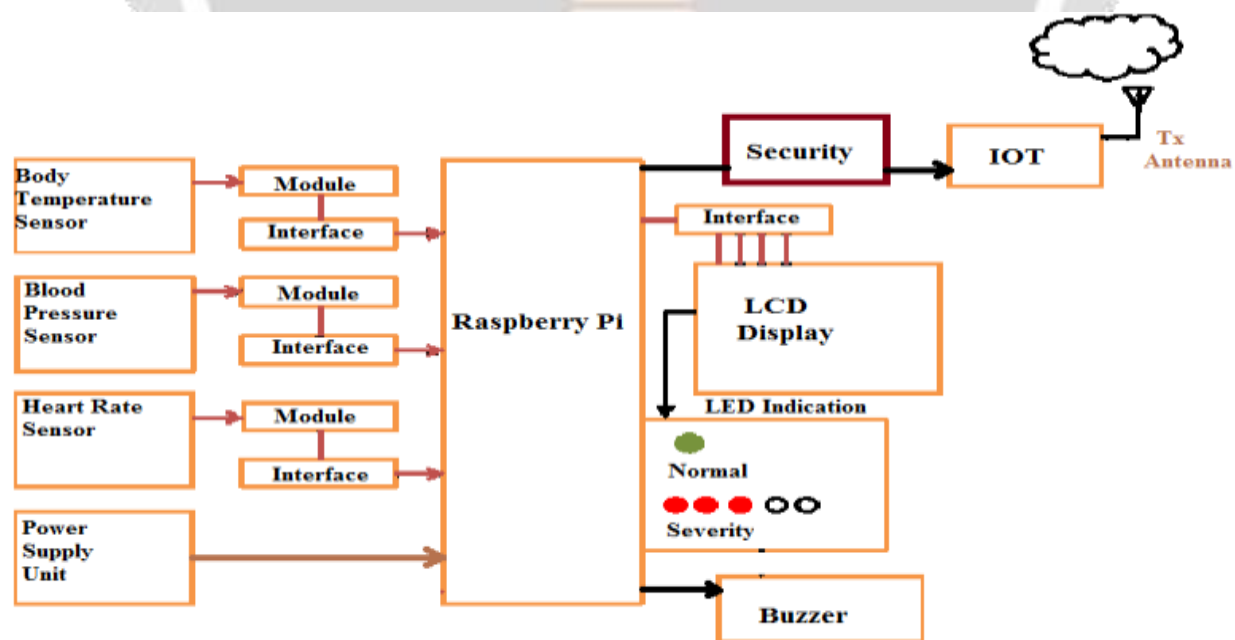 Security
IOT
Tx
Antenna
Body
Temperature
Sensor
Module
Interface
Interface
Blood
Pressure
Sensor
Module
Interface
Raspberry Pi
LCD
Display
Heart Rate
Sensor
Module
Interface
LED Indication
Normal
Severity
Power
Supply
Unit
Buzzer